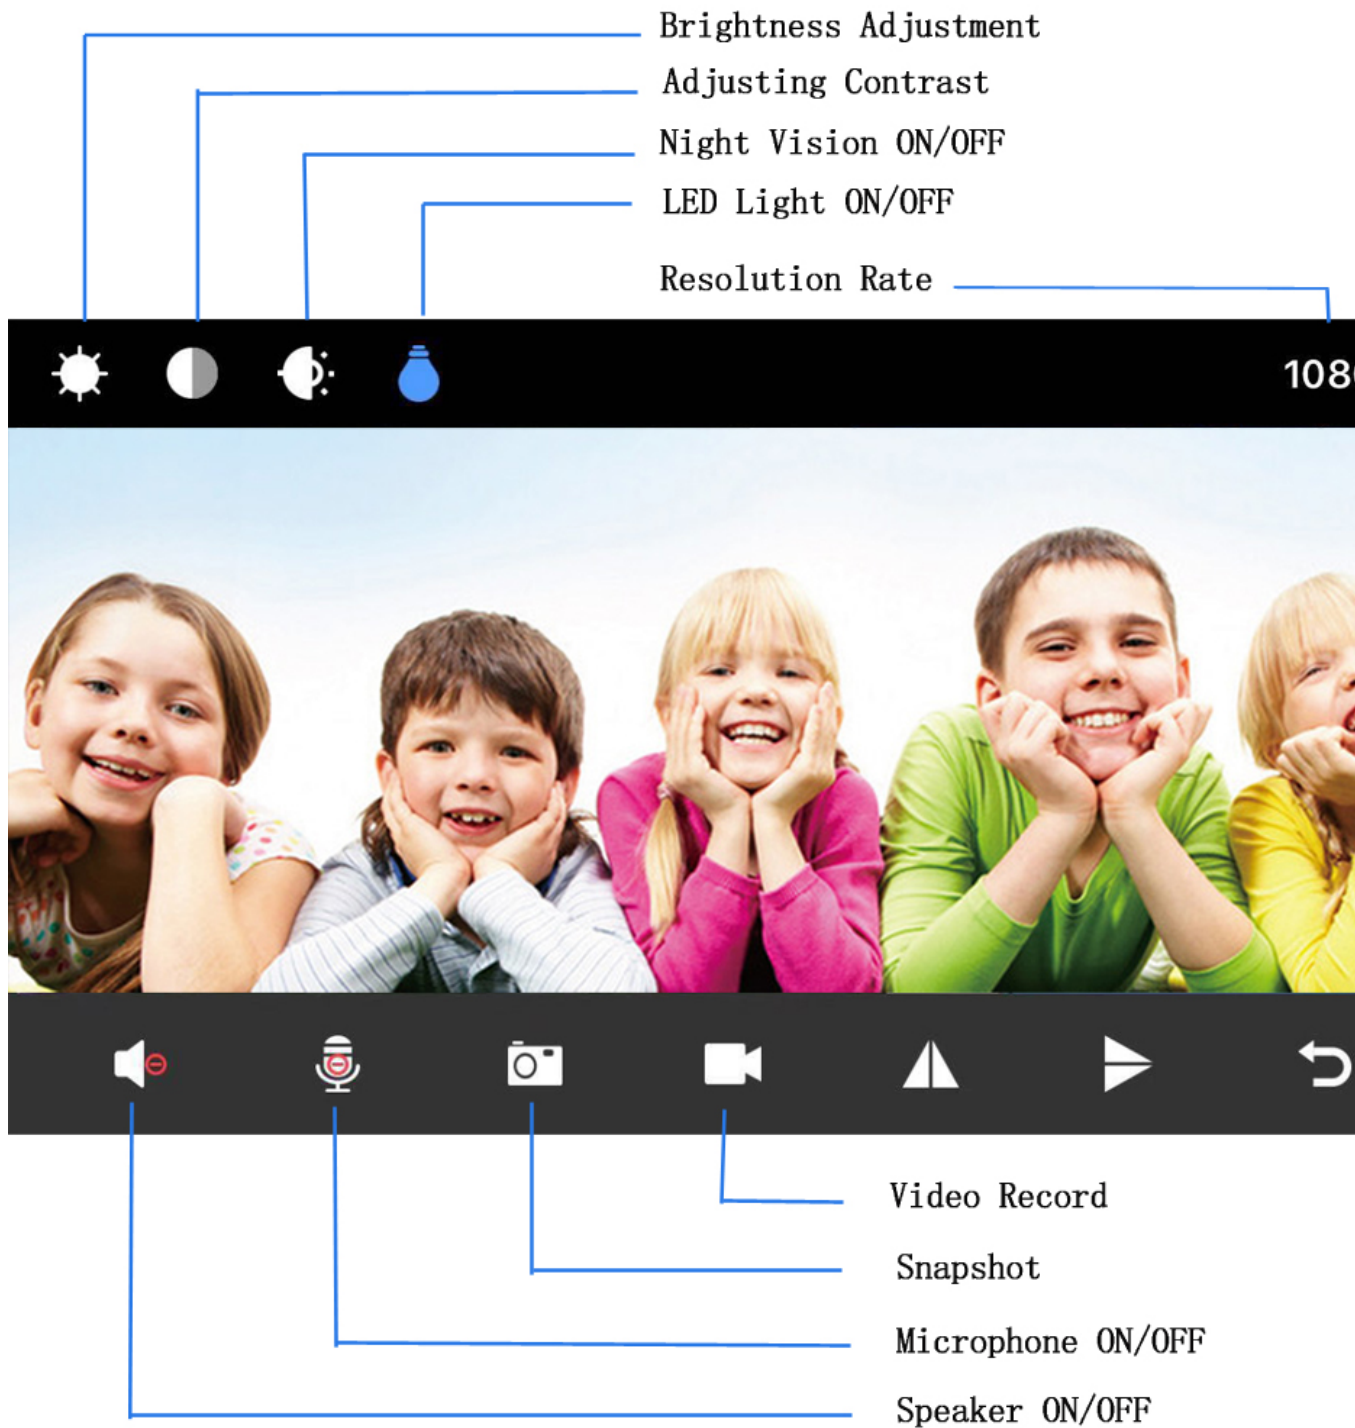 Brightness Adjustment
Adjusting Contrast
Night Vision ON/OFF
LED Light ON/OFF
Resolution Rate
108
Video Record
Snapshot
Microphone ON/OFF
Speaker ON/OFF